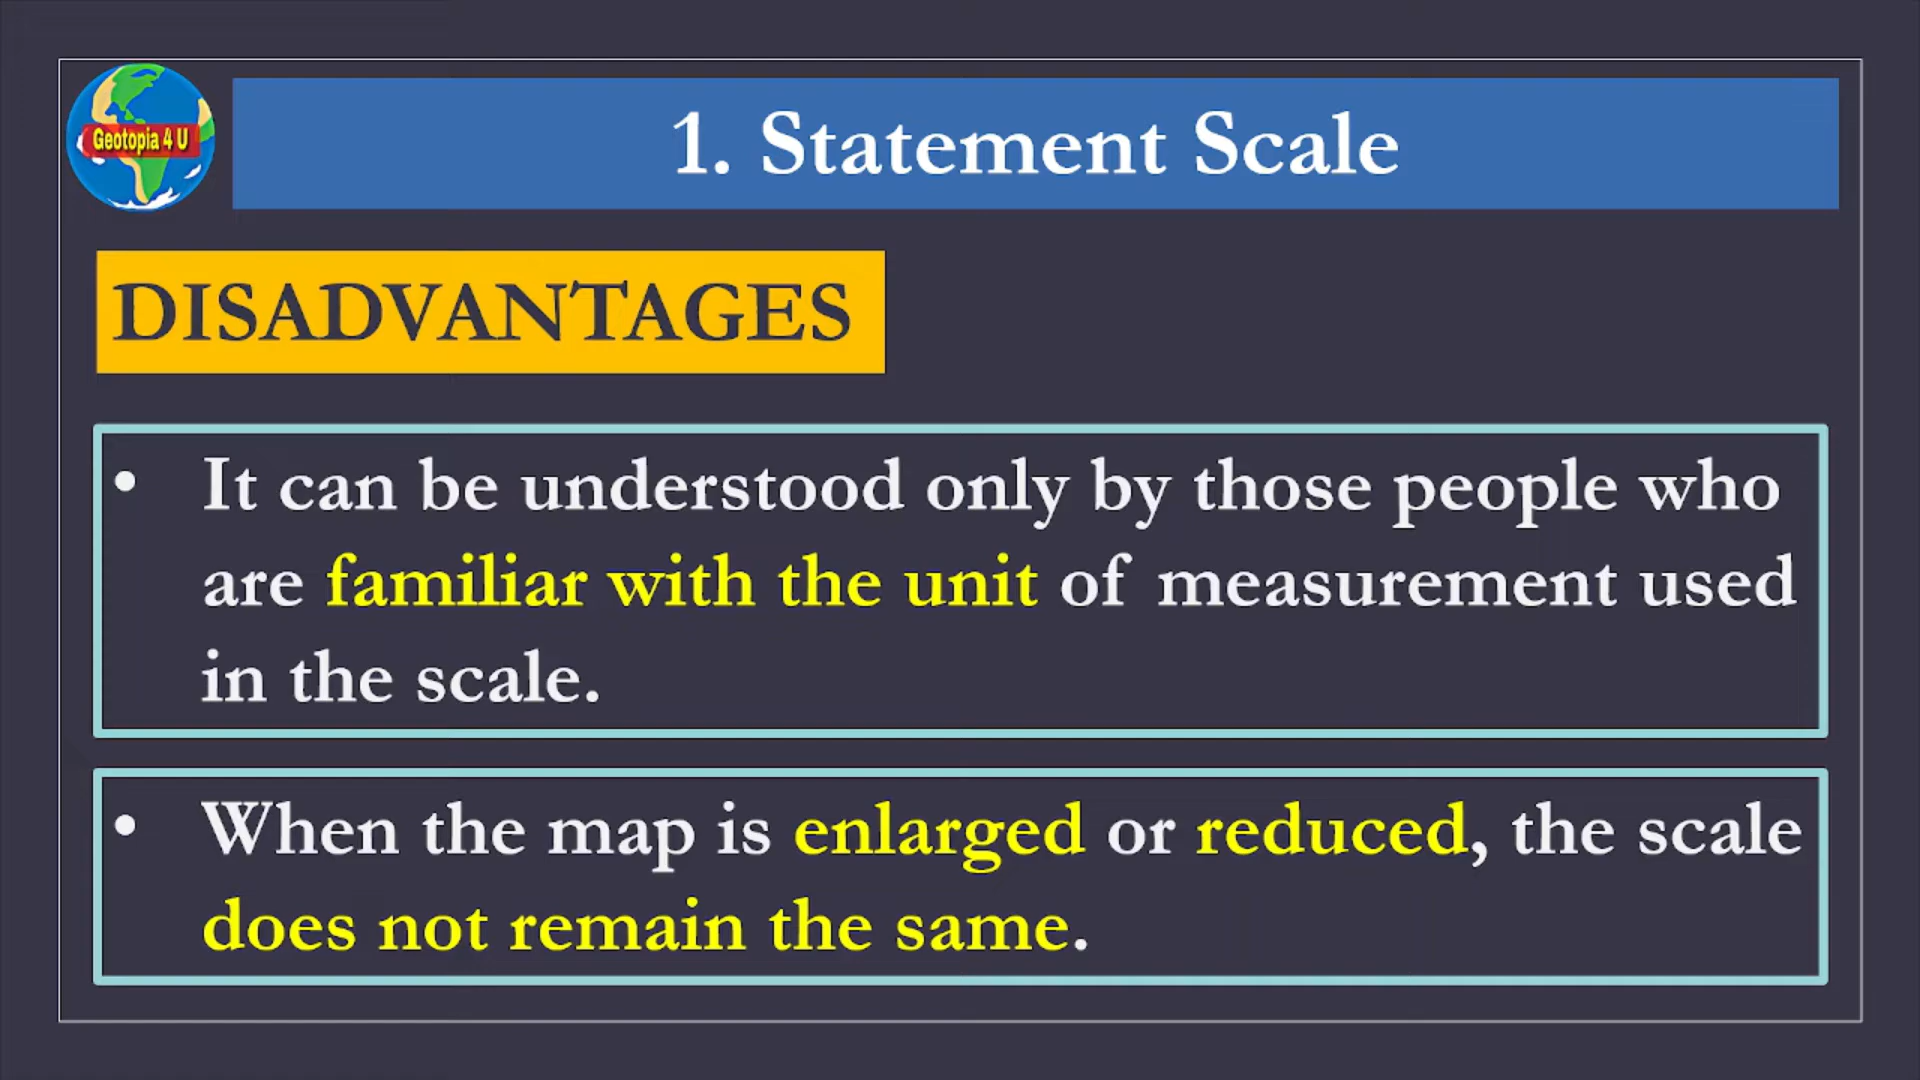 Geotopia 4 U
1. Statement Scale
DISADVANTAGES
• It can be understood only by those people who
are familiar with the unit of measurement used
in the scale.
• When the map is enlarged or reduced, the scale
does not remain the same.